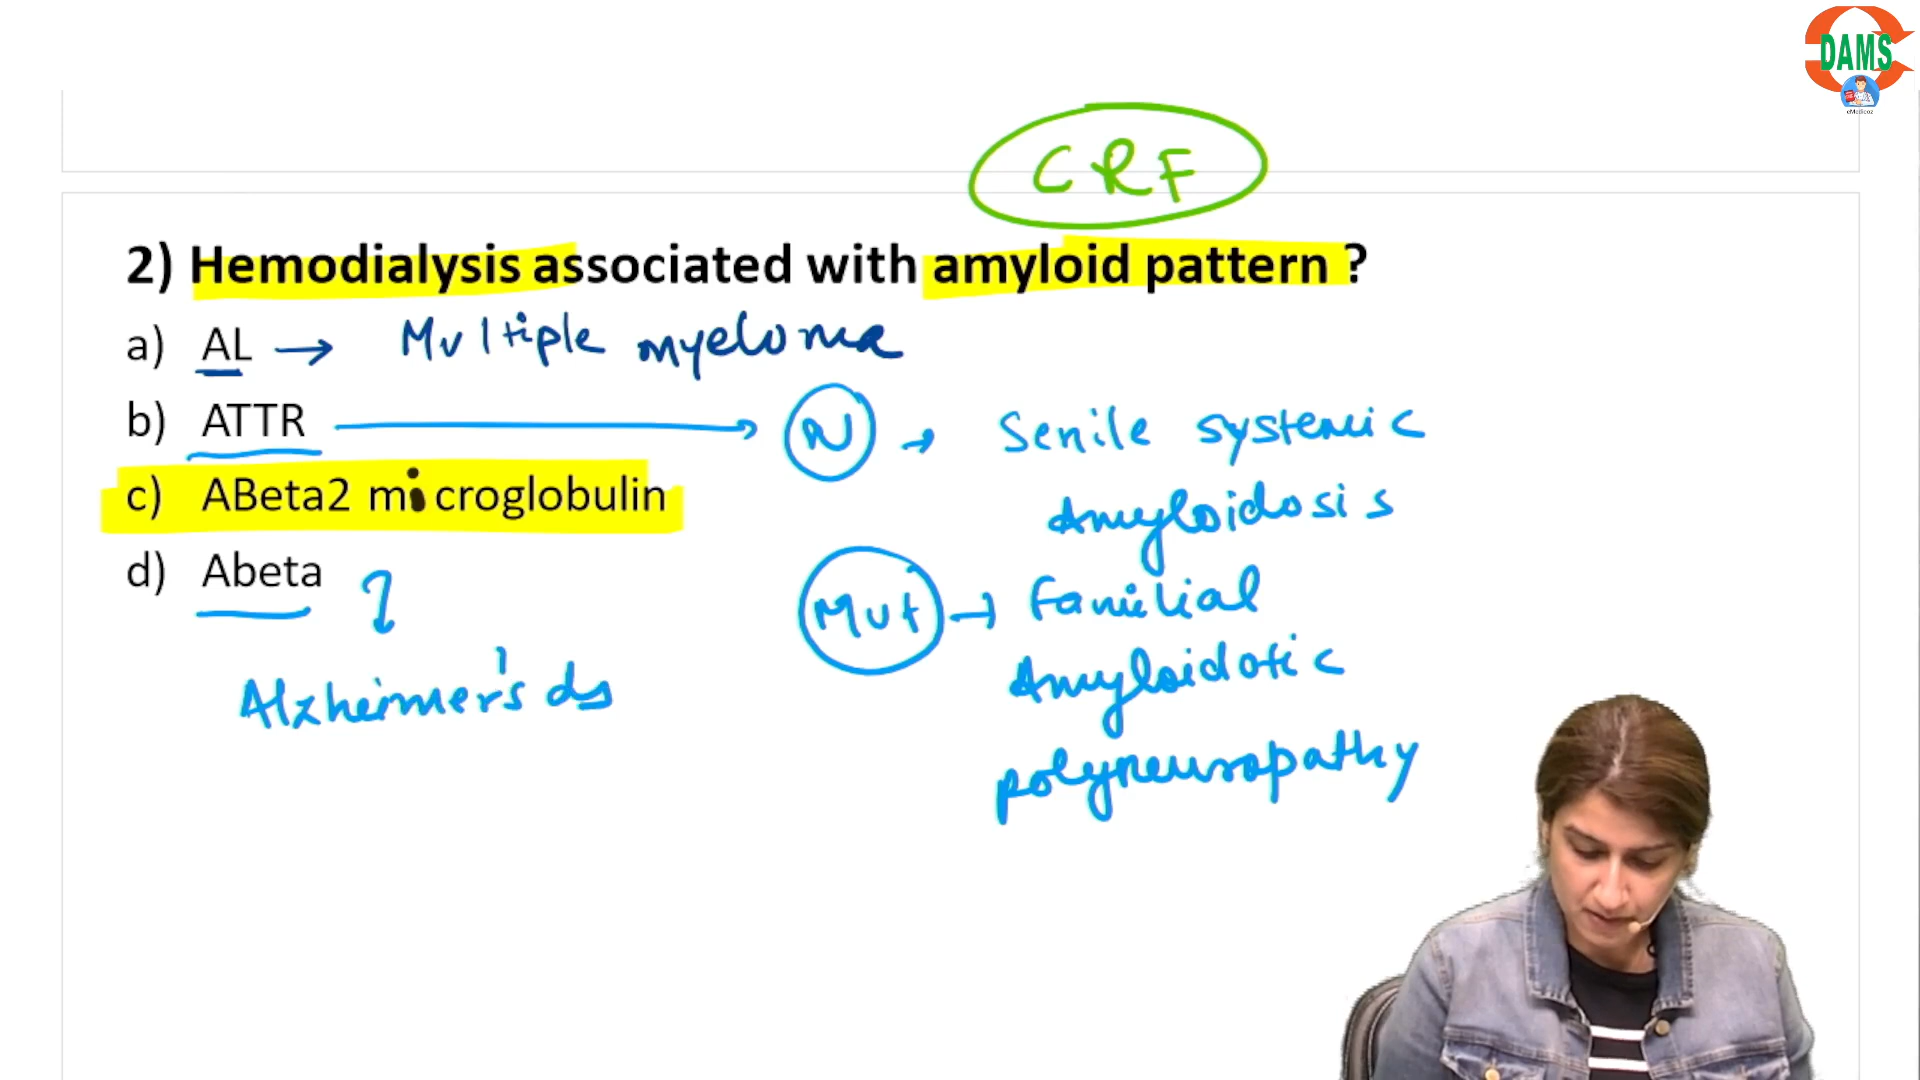 DAMS
eMedicoz
CRF
2) Hemodialysis associated with amyloid pattern ?
a) AL → Multiple myeloma
b) ATTR → N → Senile systemic
Amyloidosis
c) ABeta2 microglobulin
d) Abeta
Mut → Familial
Amyloidotic
polyneuropathy
Alzheimer's ds